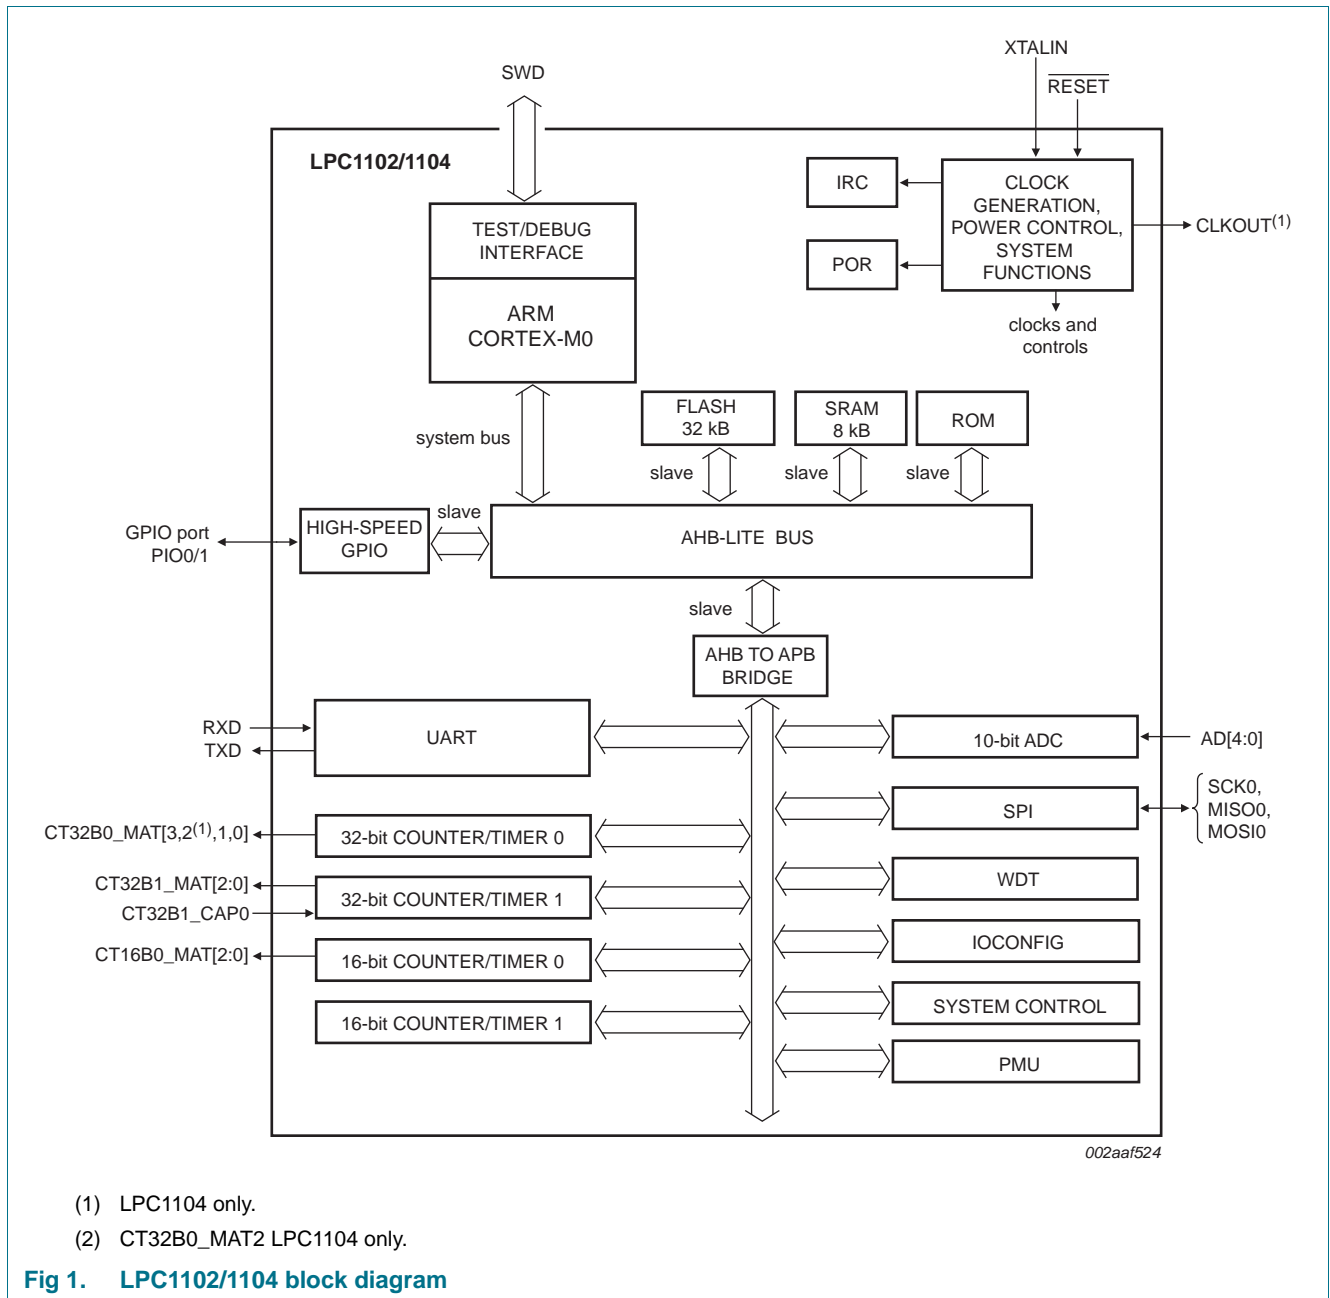 XTALIN
SWD
RESET
LPC1102/1104
IRC
CLOCK
GENERATION,
POWER CONTROL,
SYSTEM
FUNCTIONS
CLKOUT(1)
TEST/DEBUG
INTERFACE
POR
ARM
CORTEX-M0
clocks and
controls
FLASH
32 kB
SRAM
8 kB
ROM
system bus
slave
slave
slave
GPIO port
PIO0/1
HIGH-SPEED
GPIO
slave
AHB-LITE BUS
slave
AHB TO APB
BRIDGE
RXD
TXD
UART
10-bit ADC
AD[4:0]
SPI
SCK0,
MISO0,
MOSI0
CT32B0_MAT[3,2(1),1,0]
32-bit COUNTER/TIMER 0
WDT
CT32B1_MAT[2:0]
CT32B1_CAP0
32-bit COUNTER/TIMER 1
IOCONFIG
CT16B0_MAT[2:0]
16-bit COUNTER/TIMER 0
SYSTEM CONTROL
16-bit COUNTER/TIMER 1
PMU
002aaf524
(1) LPC1104 only.
(2) CT32B0_MAT2 LPC1104 only.
Fig 1. LPC1102/1104 block diagram